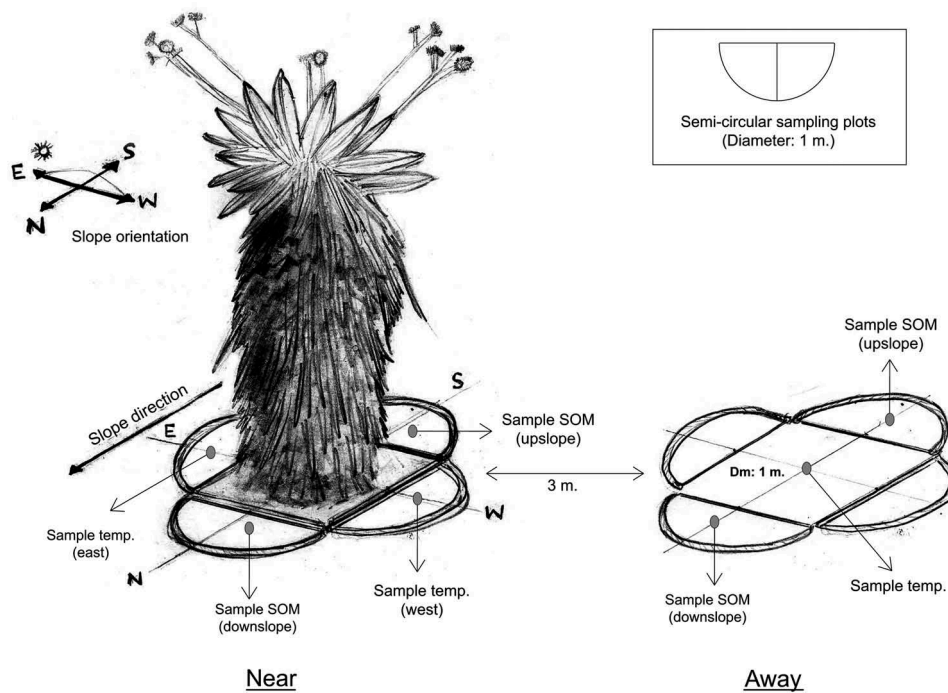 Semi-circular sampling plots
(Diameter: 1 m.)
E
S
N
W
Slope orientation
Sample SOM
(upslope)
Slope direction
S
E
Sample SOM
(upslope)
Dm: 1 m.
3 m.
W
Sample temp.
(east)
N
Sample temp.
(west)
Sample temp.
Sample SOM
(downslope)
Sample SOM
(downslope)
Near
Away